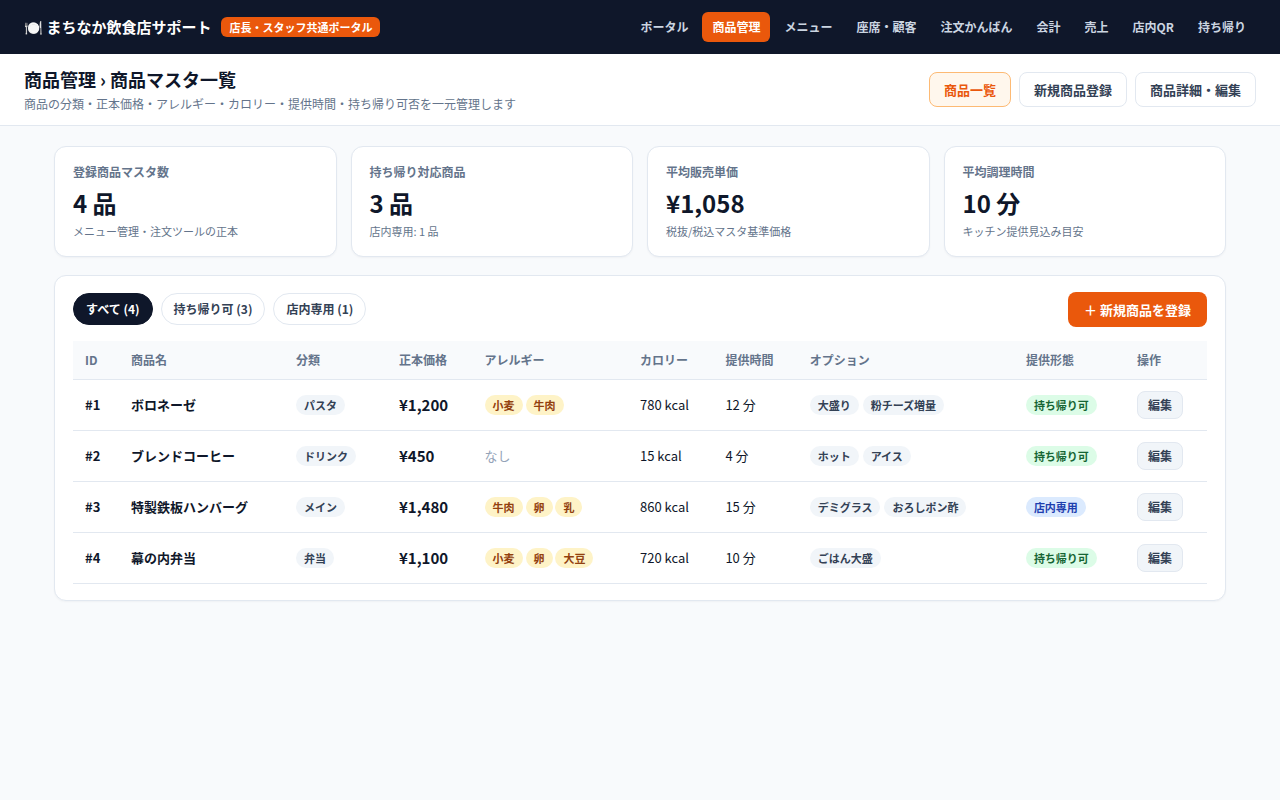 🍽️ まちなか飲食店サポート 店長・スタッフ共通ポータル ポータル 商品管理 メニュー 座席・顧客 注文かんばん 会計 売上 店内QR 持ち帰り
商品管理 › 商品マスタ一覧
商品の分類・正本価格・アレルギー・カロリー・提供時間・持ち帰り可否を一元管理します
商品一覧 新規商品登録 商品詳細・編集
登録商品マスタ数
4 品
メニュー管理・注文ツールの正本
持ち帰り対応商品
3 品
店内専用: 1 品
平均販売単価
¥1,058
税抜/税込マスタ基準価格
平均調理時間
10 分
キッチン提供見込み目安
すべて (4) 持ち帰り可 (3) 店内専用 (1) ＋ 新規商品を登録
ID 商品名 分類 正本価格 アレルギー カロリー 提供時間 オプション 提供形態 操作
#1 ボロネーゼ パスタ ¥1,200 小麦 牛肉 780 kcal 12 分 大盛り 粉チーズ増量 持ち帰り可 編集
#2 ブレンドコーヒー ドリンク ¥450 なし 15 kcal 4 分 ホット アイス 持ち帰り可 編集
#3 特製鉄板ハンバーグ メイン ¥1,480 牛肉 卵 乳 860 kcal 15 分 デミグラス おろしポン酢 店内専用 編集
#4 幕の内弁当 弁当 ¥1,100 小麦 卵 大豆 720 kcal 10 分 ごはん大盛 持ち帰り可 編集